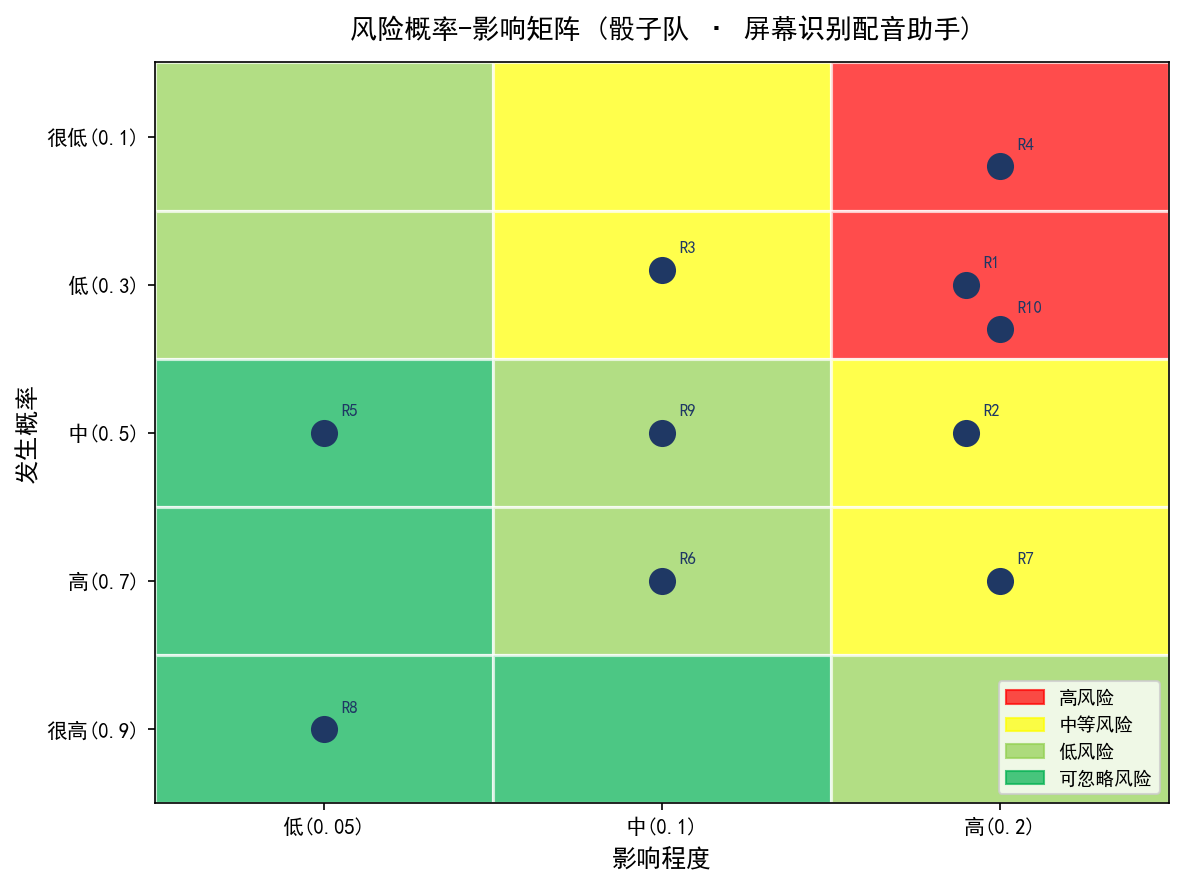 风险概率-影响矩阵 (骰子队 · 屏幕识别配音助手)
很低(0.1)
R4
低(0.3)
R3
R1
R10
中(0.5)
R5
R9
R2
发生概率
高(0.7)
R6
R7
很高(0.9)
R8
高风险
中等风险
低风险
可忽略风险
低(0.05)
中(0.1)
高(0.2)
影响程度